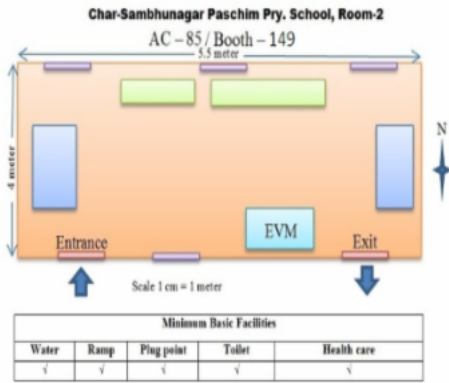 Char-Sambhunagar Paschim Pry. School, Room-2
AC – 85 / Booth – 149
5.5 meter
4 meter
N
EVM
Entrance
Exit
Scale 1 cm = 1 meter
Minimum Basic Facilities
Water Ramp Plug point Toilet Health care
√ √ √ √ √